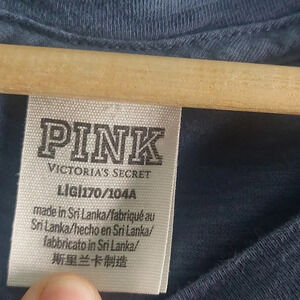 PINK
VICTORIA'S SECRET
L|G|170/104A
made in Sri Lanka/fabriqué au
Sri Lanka/hecho en Sri Lanka/
fabbricato in Sri Lanka/
斯里兰卡制造